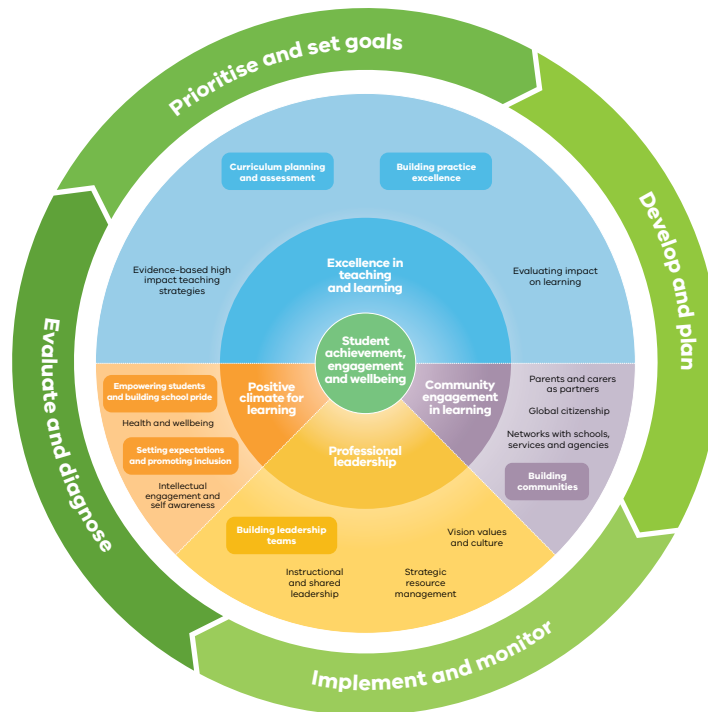 Prioritise and set goals
Develop and plan
Implement and monitor
Evaluate and diagnose
Curriculum planning
and assessment
Building practice
excellence
Evidence-based high
impact teaching
strategies
Evaluating impact
on learning
Excellence in
teaching
and learning
Student
achievement,
engagement
and wellbeing
Empowering students
and building school pride
Health and wellbeing
Setting expectations
and promoting inclusion
Intellectual
engagement and
self awareness
Positive
climate for
learning
Community
engagement
in learning
Parents and carers
as partners
Global citizenship
Networks with schools,
services and agencies
Building
communities
Professional
leadership
Building leadership
teams
Instructional
and shared
leadership
Strategic
resource
management
Vision values
and culture